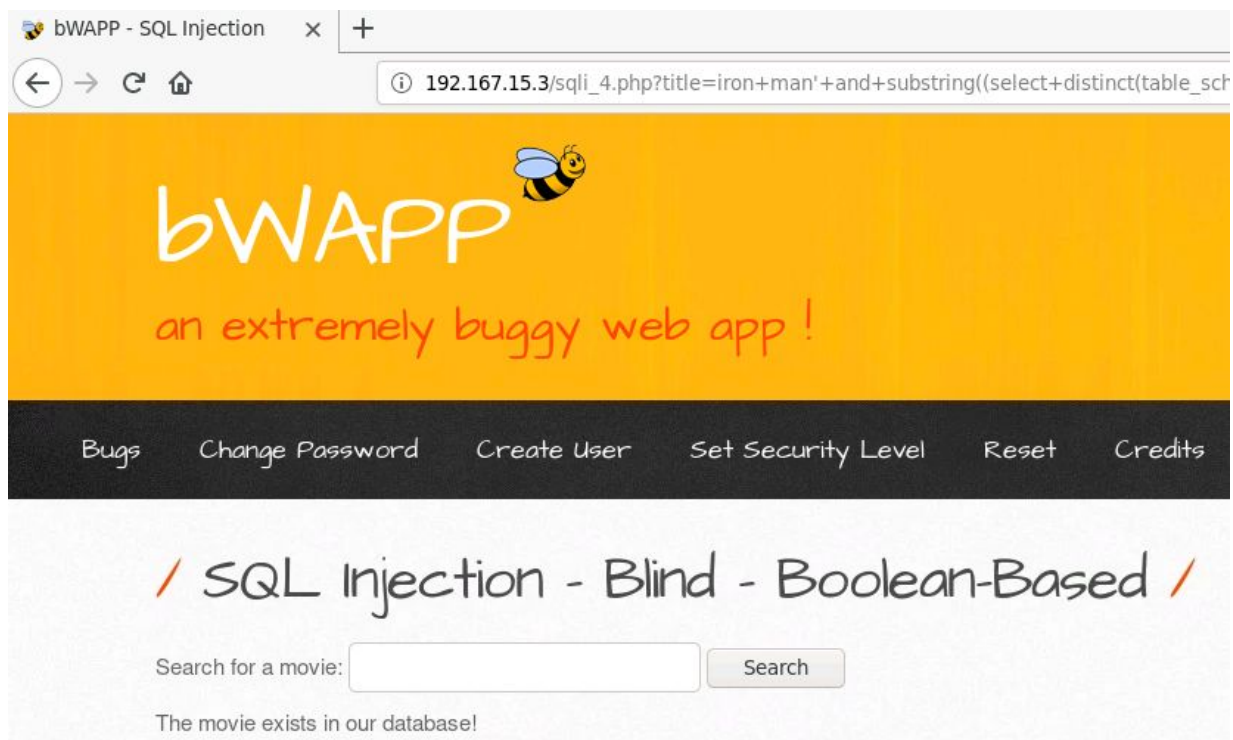 bWAPP - SQL Injection
192.167.15.3/sqli_4.php?title=iron+man'+and+substring((select+distinct(table_sch
bWAPP
an extremely buggy web app !
Bugs Change Password Create User Set Security Level Reset Credits
/ SQL Injection - Blind - Boolean-Based /
Search for a movie: Search
The movie exists in our database!